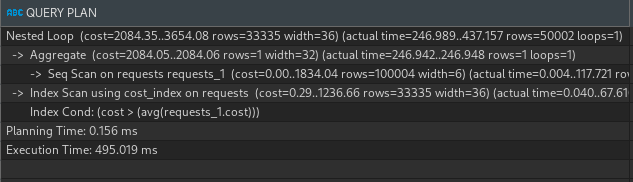 ABC QUERY PLAN
Nested Loop (cost=2084.35..3654.08 rows=33335 width=36) (actual time=246.989..437.157 rows=50002 loops=1)
-> Aggregate (cost=2084.05..2084.06 rows=1 width=32) (actual time=246.942..246.948 rows=1 loops=1)
-> Seq Scan on requests requests_1 (cost=0.00..1834.04 rows=100004 width=6) (actual time=0.004..117.721 ro
-> Index Scan using cost_index on requests (cost=0.29..1236.66 rows=33335 width=36) (actual time=0.040..67.61
Index Cond: (cost > (avg(requests_1.cost)))
Planning Time: 0.156 ms
Execution Time: 495.019 ms